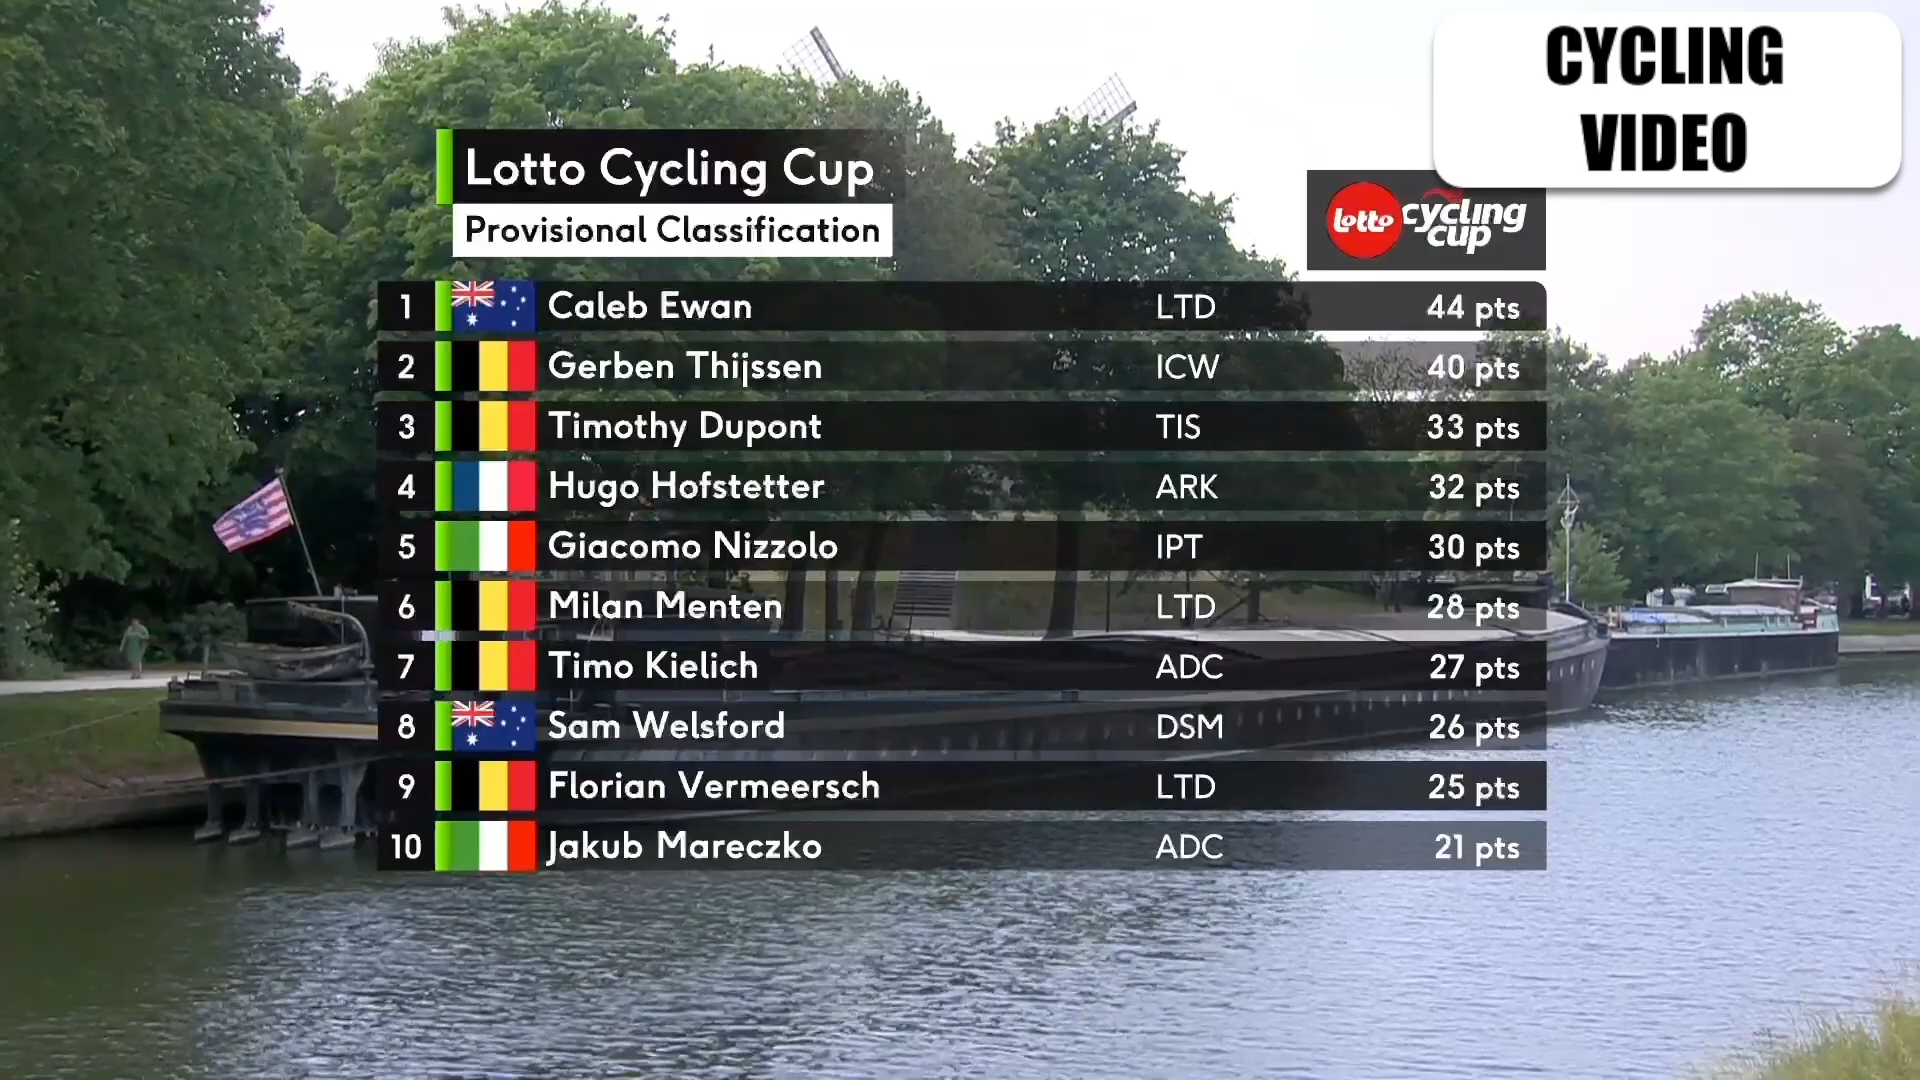 CYCLING
VIDEO
Lotto Cycling Cup
Provisional Classification
lotto cycling
cup
1 Caleb Ewan LTD 44 pts
2 Gerben Thijssen ICW 40 pts
3 Timothy Dupont TIS 33 pts
4 Hugo Hofstetter ARK 32 pts
5 Giacomo Nizzolo IPT 30 pts
6 Milan Menten LTD 28 pts
7 Timo Kielich ADC 27 pts
8 Sam Welsford DSM 26 pts
9 Florian Vermeersch LTD 25 pts
10 Jakub Mareczko ADC 21 pts